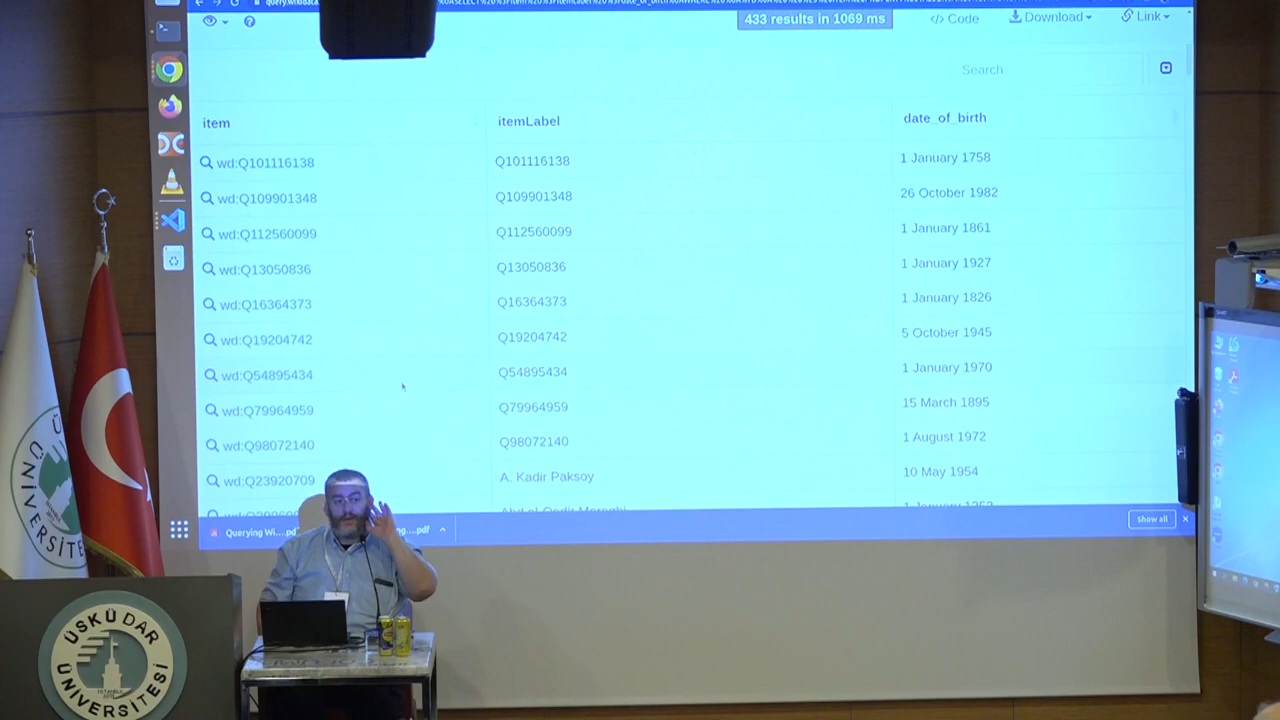 query.wikidata.
433 results in 1069 ms
</> Code
Download
Link
Search
item itemLabel date_of_birth
wd:Q101116138 Q101116138 1 January 1758
wd:Q109901348 Q109901348 26 October 1982
wd:Q112560099 Q112560099 1 January 1861
wd:Q13050836 Q13050836 1 January 1927
wd:Q16364373 Q16364373 1 January 1826
wd:Q19204742 Q19204742 5 October 1945
wd:Q54895434 Q54895434 1 January 1970
wd:Q79964959 Q79964959 15 March 1895
wd:Q98072140 Q98072140 1 August 1972
wd:Q23920709 A. Kadir Paksoy 10 May 1954
Querying Wi....pdf
....pdf
Show all
ÜSKÜDAR
ÜNİVERSİTESİ
İSTANBUL